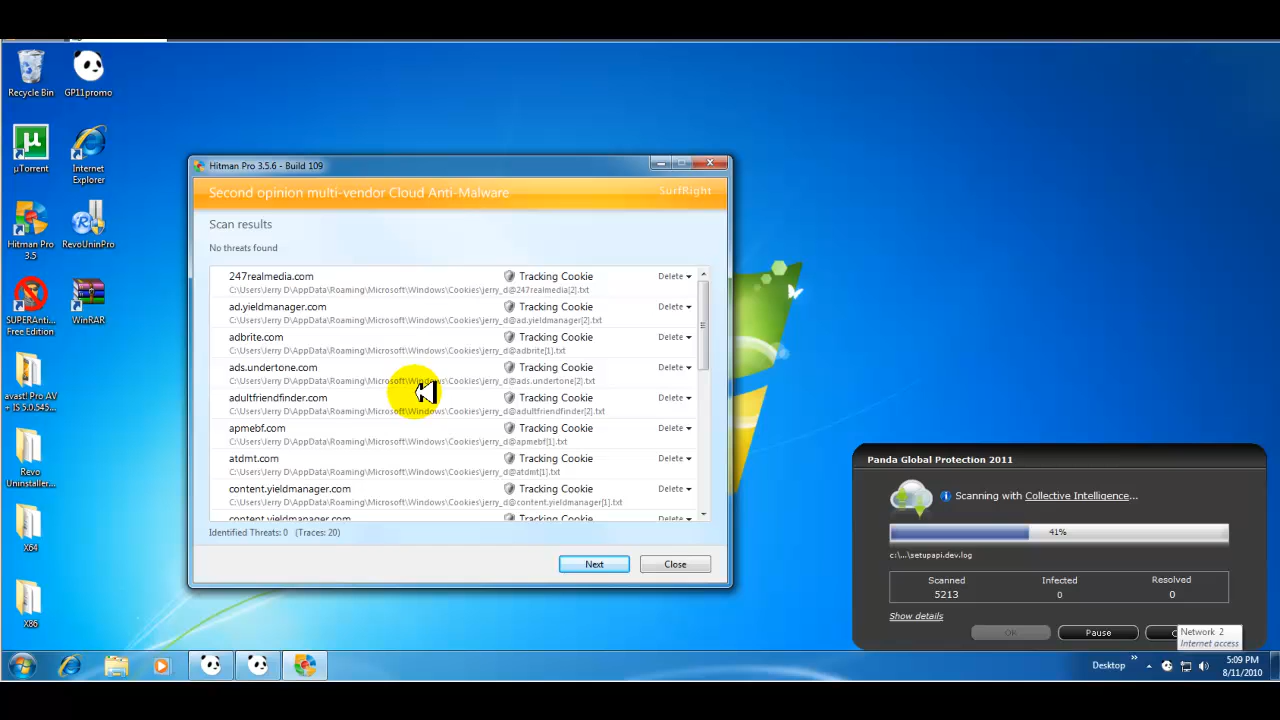 Recycle Bin
GP11promo
µ
µTorrent
Internet
Explorer
Hitman Pro
3.5
RevoUninPro
SUPERAnti...
Free Edition
WinRAR
avast! Pro AV
+ IS 5.0.545...
Revo
Uninstaller...
X64
X86
Hitman Pro 3.5.6 - Build 109
Second opinion multi-vendor Cloud Anti-Malware
SurfRight
Scan results
No threats found
247realmedia.com Tracking Cookie Delete
C:\Users\Jerry D\AppData\Roaming\Microsoft\Windows\Cookies\jerry_d@247realmedia[2].txt
ad.yieldmanager.com Tracking Cookie Delete
C:\Users\Jerry D\AppData\Roaming\Microsoft\Windows\Cookies\jerry_d@ad.yieldmanager[2].txt
adbrite.com Tracking Cookie Delete
C:\Users\Jerry D\AppData\Roaming\Microsoft\Windows\Cookies\jerry_d@adbrite[1].txt
ads.undertone.com Tracking Cookie Delete
C:\Users\Jerry D\AppData\Roaming\Microsoft\Windows\Cookies\jerry_d@ads.undertone[2].txt
adultfriendfinder.com Tracking Cookie Delete
C:\Users\Jerry D\AppData\Roaming\Microsoft\Windows\Cookies\jerry_d@adultfriendfinder[2].txt
apmebf.com Tracking Cookie Delete
C:\Users\Jerry D\AppData\Roaming\Microsoft\Windows\Cookies\jerry_d@apmebf[1].txt
atdmt.com Tracking Cookie Delete
C:\Users\Jerry D\AppData\Roaming\Microsoft\Windows\Cookies\jerry_d@atdmt[1].txt
content.yieldmanager.com Tracking Cookie Delete
C:\Users\Jerry D\AppData\Roaming\Microsoft\Windows\Cookies\jerry_d@content.yieldmanager[1].txt
content.yieldmanager.com Tracking Cookie Delete
Identified Threats: 0 (Traces: 20)
Next
Close
Panda Global Protection 2011
Scanning with Collective Intelligence...
41%
c:\...\setupapi.dev.log
Scanned Infected Resolved
5213 0 0
Show details
OK
Pause
Network 2
Internet access
Desktop
5:09 PM
8/11/2010